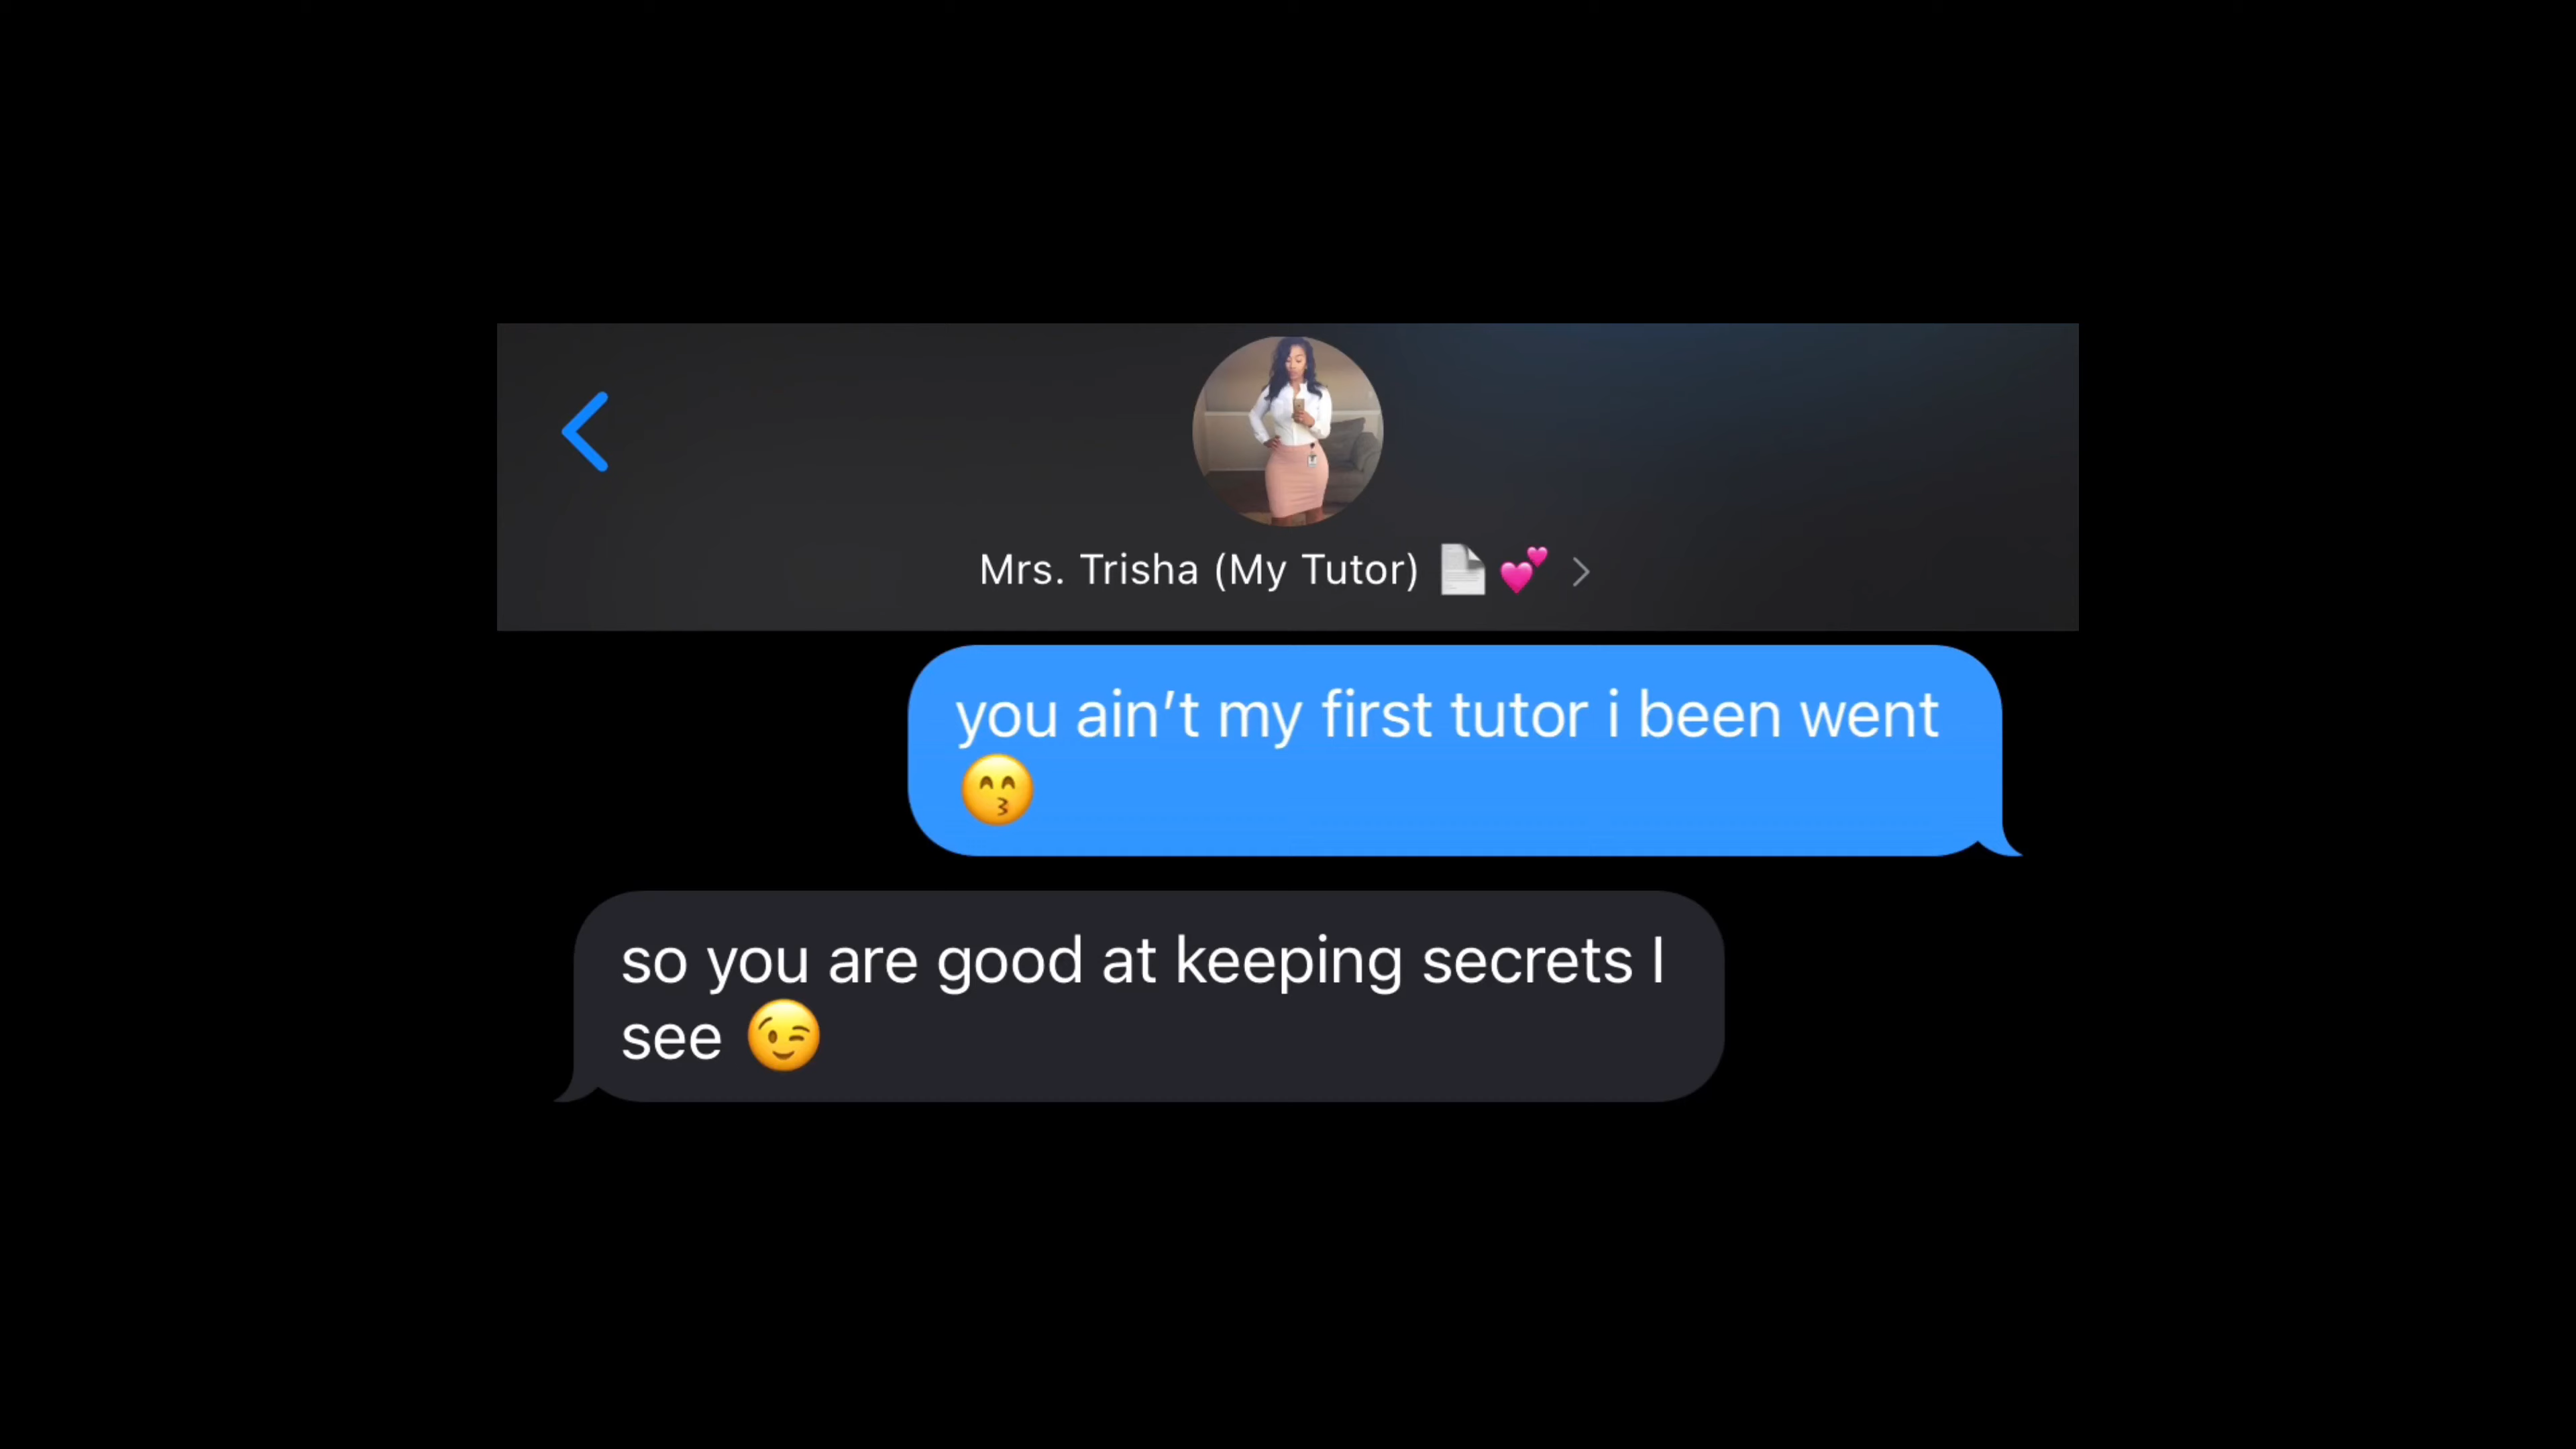 Mrs. Trisha (My Tutor) 📄 💕
you ain’t my first tutor i been went
😙
so you are good at keeping secrets I
see 😉